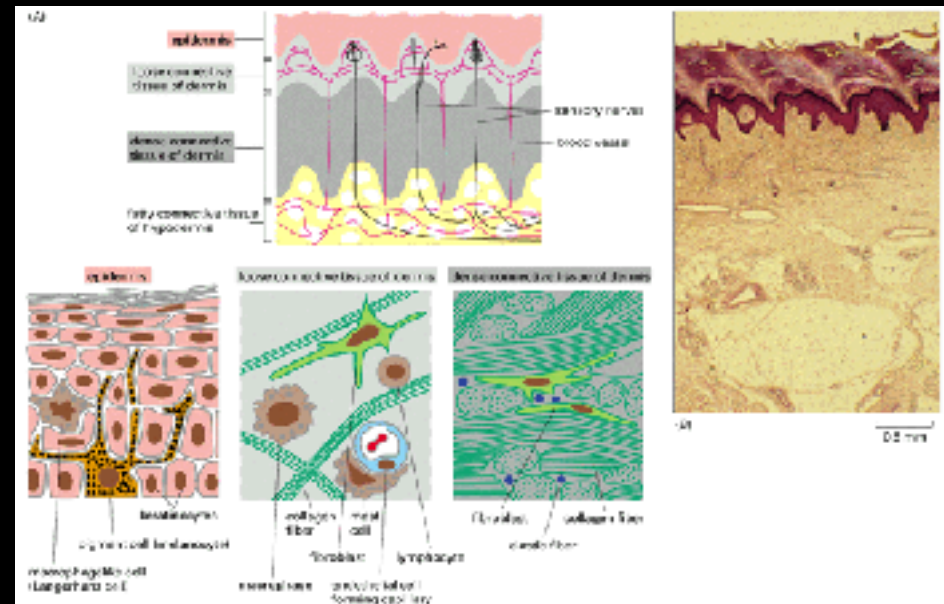 (A)
epidermis
loose connective
tissue of dermis
dense connective
tissue of dermis
fatty connective tissue
of hypodermis
sensory nerves
blood vessel
epidermis
loose connective tissue of dermis
dense connective tissue of dermis
keratinocytes
pigment cell (melanocyte)
macrophagelike cell
(Langerhans cell)
collagen
fiber
mast
cell
fibroblast
lymphocyte
macrophage
endothelial cell
forming capillary
fibroblast
collagen fiber
elastic fiber
(B)
0.5 mm